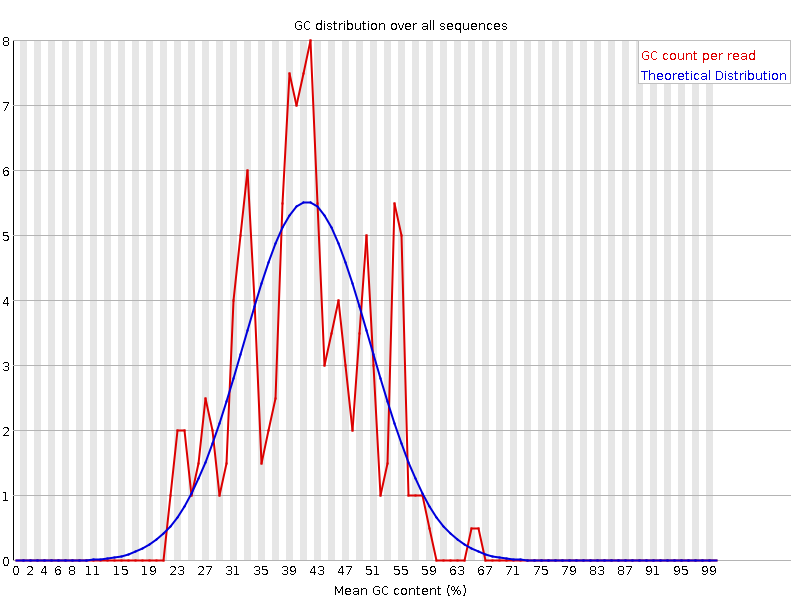 GC distribution over all sequences
GC count per read
Theoretical Distribution
8
7
6
5
4
3
2
1
0
0 2 4 6 8 11 15 19 23 27 31 35 39 43 47 51 55 59 63 67 71 75 79 83 87 91 95 99
Mean GC content (%)